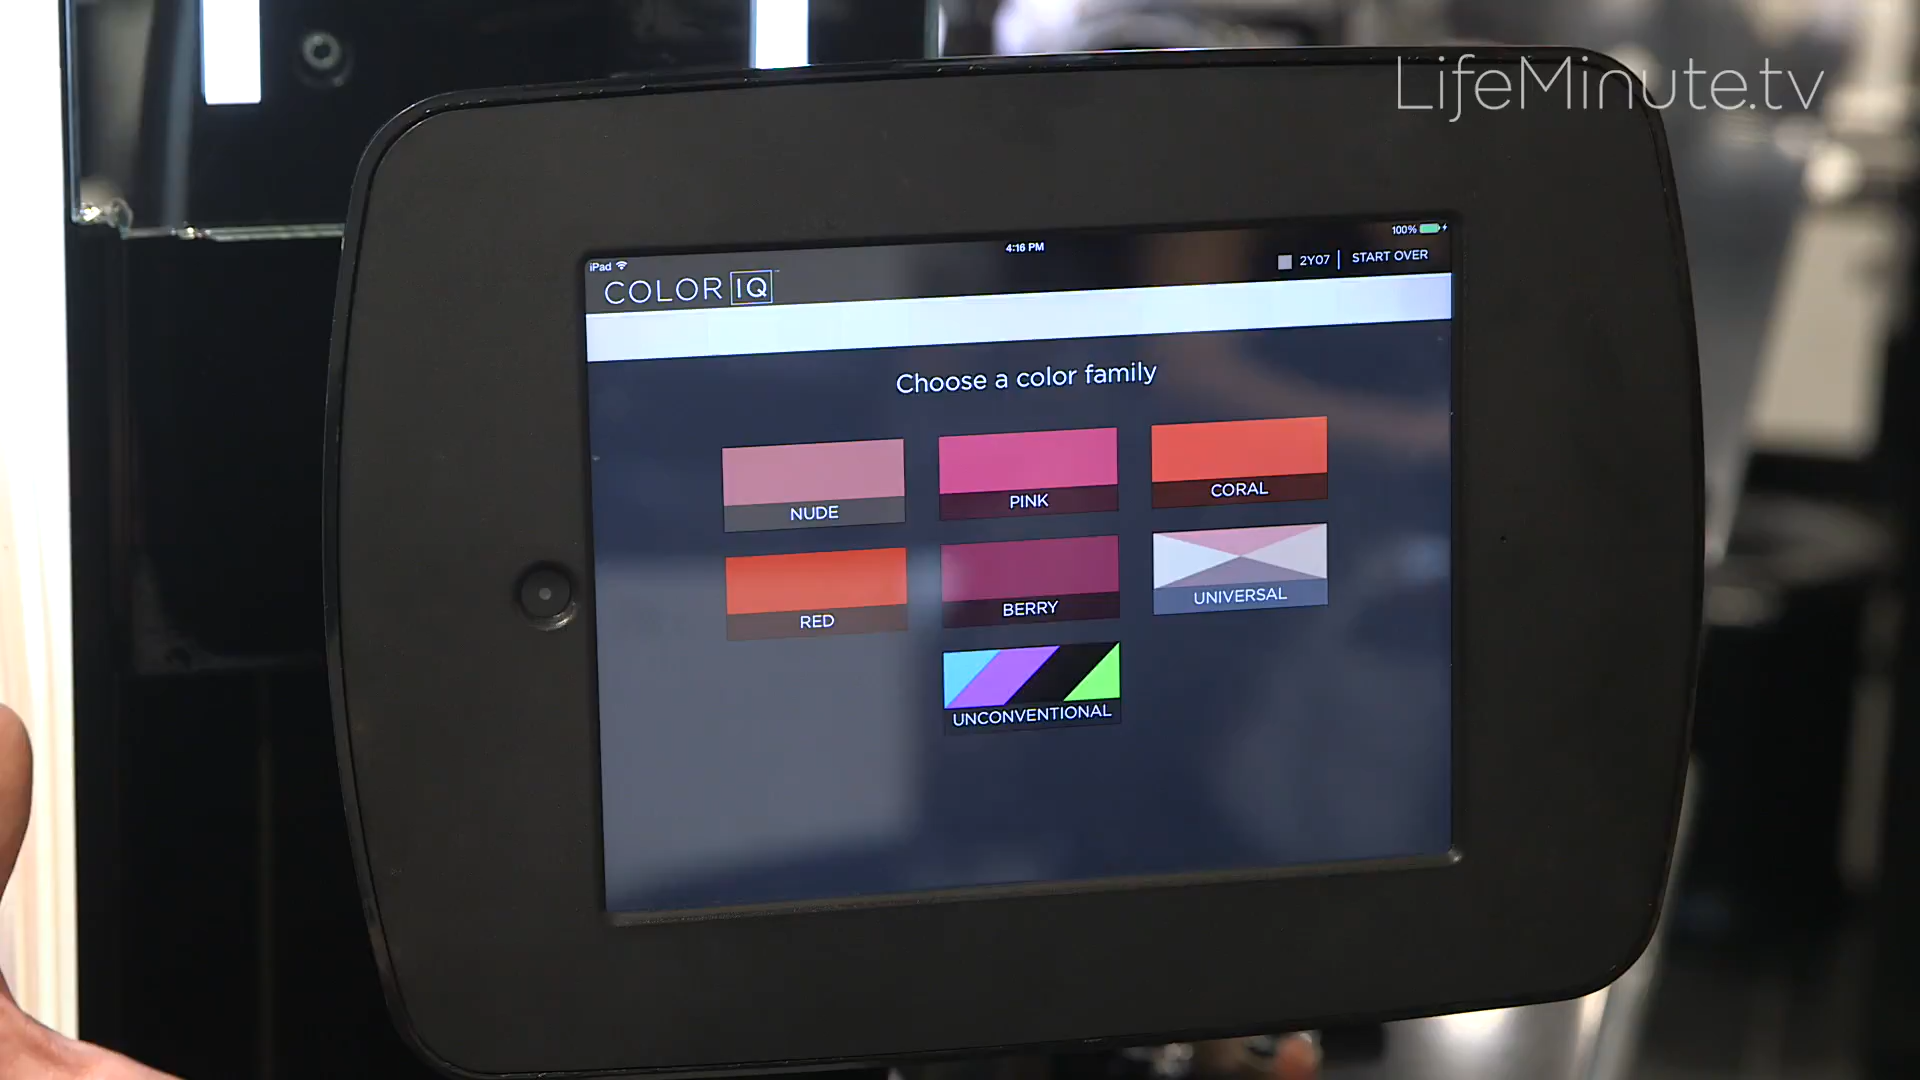 LifeMinute.tv
iPad
4:16 PM
100%
COLOR IQ
2Y07 | START OVER
Choose a color family
NUDE
PINK
CORAL
RED
BERRY
UNIVERSAL
UNCONVENTIONAL